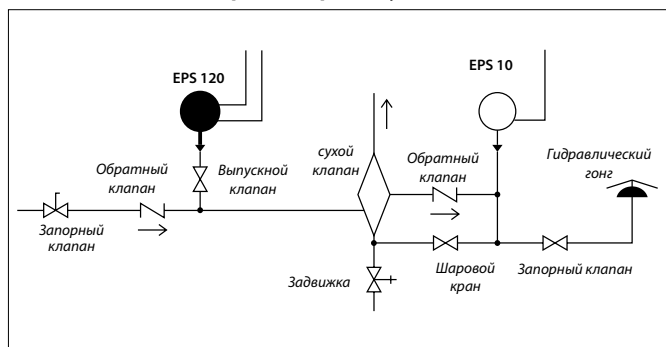 EPS 120
EPS 10
Обратный
клапан
Выпускной
клапан
сухой
клапан
Обратный
клапан
Гидравлический
гонг
Запорный
клапан
Задвижка
Шаровой
кран
Запорный клапан